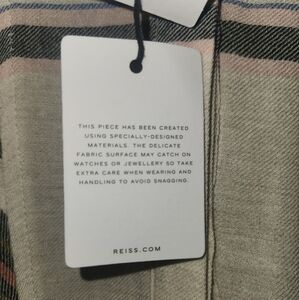 THIS PIECE HAS BEEN CREATED
USING SPECIALLY-DESIGNED
MATERIALS. THE DELICATE
FABRIC SURFACE MAY CATCH ON
WATCHES OR JEWELLERY SO TAKE
EXTRA CARE WHEN WEARING AND
HANDLING TO AVOID SNAGGING.
REISS.COM